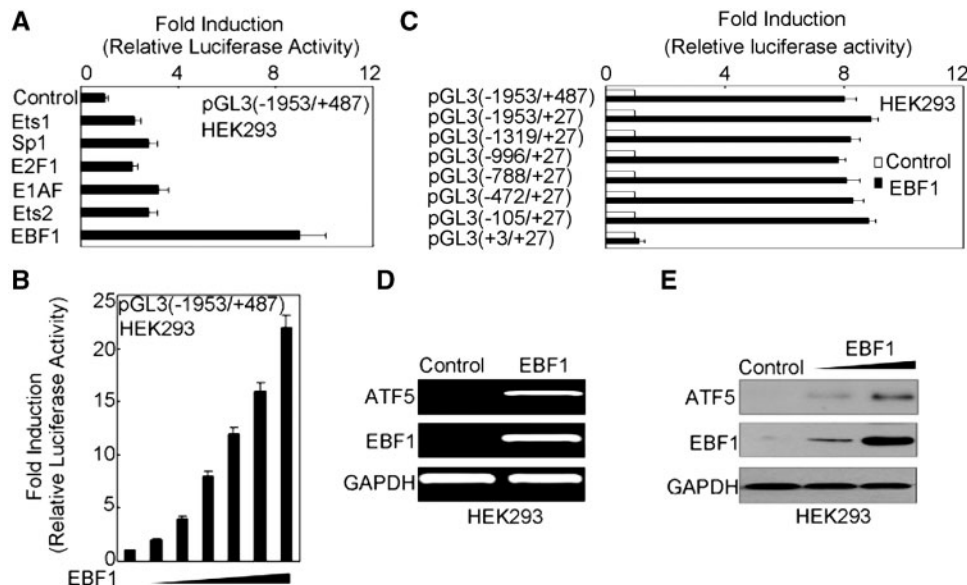 A
Fold Induction
(Relative Luciferase Activity)
0 4 8 12
Control
Ets1
Sp1
E2F1
E1AF
Ets2
EBF1
pGL3(-1953/+487)
HEK293
B
Fold Induction
(Relative Luciferase Activity)
25
20
15
10
5
0
pGL3(-1953/+487)
HEK293
EBF1
C
Fold Induction
(Reletive luciferase activity)
0 4 8 12
pGL3(-1953/+487)
pGL3(-1953/+27)
pGL3(-1319/+27)
pGL3(-996/+27)
pGL3(-788/+27)
pGL3(-472/+27)
pGL3(-105/+27)
pGL3(+3/+27)
HEK293
Control
EBF1
D
Control EBF1
ATF5
EBF1
GAPDH
HEK293
E
Control EBF1
ATF5
EBF1
GAPDH
HEK293